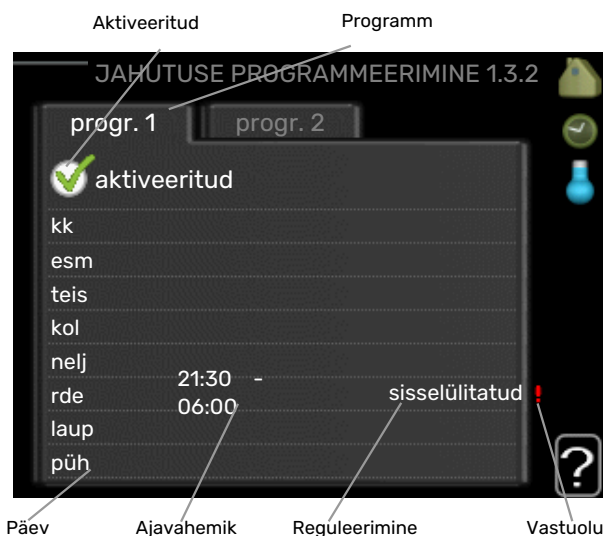 Aktiveeritud
Programm
JAHUTUSE PROGRAMMEERIMINE 1.3.2
progr. 1
progr. 2
aktiveeritud
kk
esm
teis
kol
nelj
rde
21:30 -
06:00
sisselülitatud !
laup
püh
?
Päev
Ajavahemik
Reguleerimine
Vastuolu